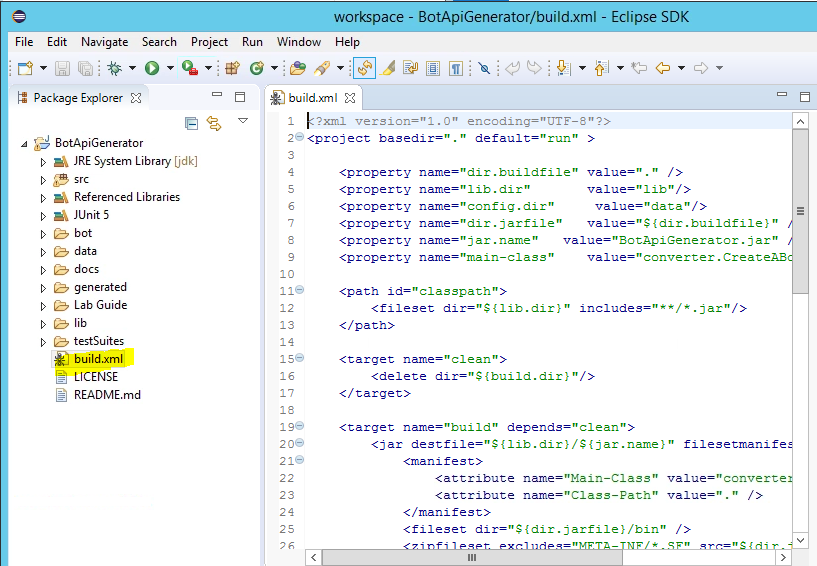 workspace - BotApiGenerator/build.xml - Eclipse SDK
File Edit Navigate Search Project Run Window Help
Package Explorer
BotApiGenerator
JRE System Library [jdk]
src
Referenced Libraries
JUnit 5
bot
data
docs
generated
Lab Guide
lib
testSuites
build.xml
LICENSE
README.md
build.xml
1 <?xml version="1.0" encoding="UTF-8"?>
2 <project basedir="." default="run" >
3
4 <property name="dir.buildfile" value="." />
5 <property name="lib.dir" value="lib"/>
6 <property name="config.dir" value="data"/>
7 <property name="dir.jarfile" value="${dir.buildfile}" /
8 <property name="jar.name" value="BotApiGenerator.jar" /
9 <property name="main-class" value="converter.CreateABo
10
11 <path id="classpath">
12 <fileset dir="${lib.dir}" includes="**/*.jar"/>
13 </path>
14
15 <target name="clean">
16 <delete dir="${build.dir}"/>
17 </target>
18
19 <target name="build" depends="clean">
20 <jar destfile="${lib.dir}/${jar.name}" filesetmanifes
21 <manifest>
22 <attribute name="Main-Class" value="converter
23 <attribute name="Class-Path" value="." />
24 </manifest>
25 <fileset dir="${dir.jarfile}/bin" />
26 <zipfileset excludes="META-INF/*.SF" src="${dir.j